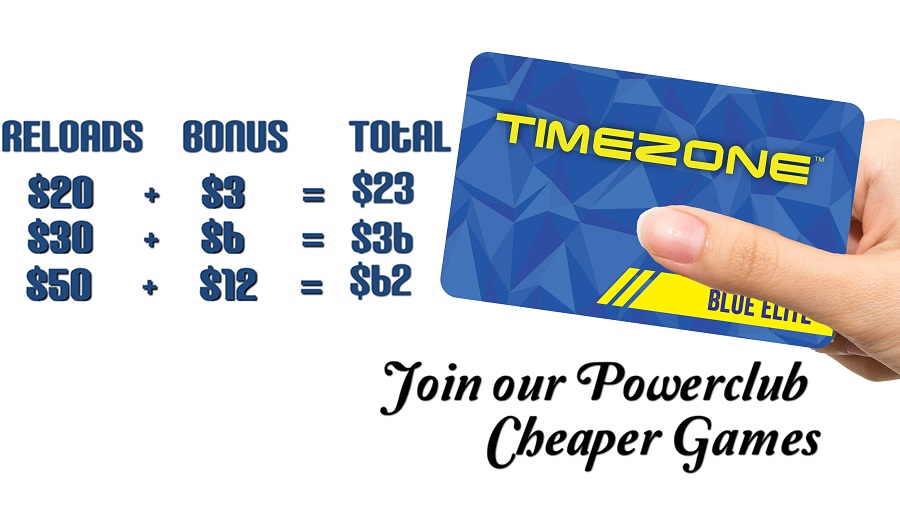 RELOADS BONUS TOTAL
$20 + $3 = $23
$30 + $6 = $36
$50 + $12 = $62
TIMEZONE™
BLUE ELITE
Join our Powerclub
Cheaper Games